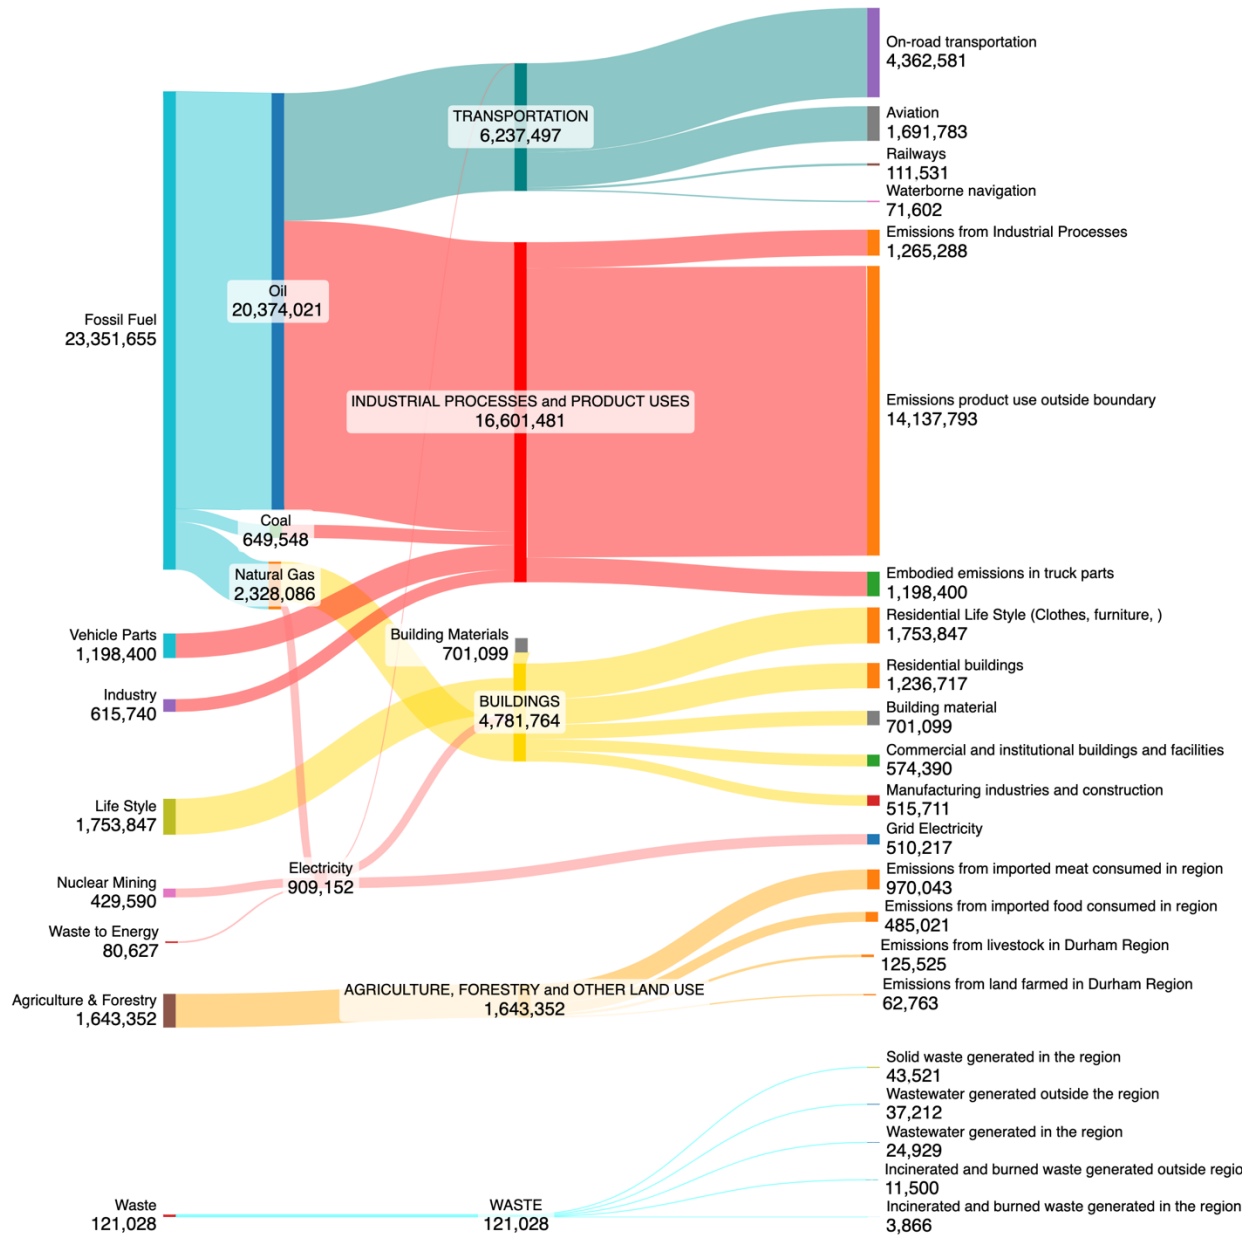 On-road transportation
4,362,581
TRANSPORTATION
6,237,497
Aviation
1,691,783
Railways
111,531
Waterborne navigation
71,602
Emissions from Industrial Processes
1,265,288
Oil
20,374,021
Fossil Fuel
23,351,655
INDUSTRIAL PROCESSES and PRODUCT USES
16,601,481
Emissions product use outside boundary
14,137,793
Coal
649,548
Natural Gas
2,328,086
Embodied emissions in truck parts
1,198,400
Vehicle Parts
1,198,400
Building Materials
701,099
Residential Life Style (Clothes, furniture, )
1,753,847
Residential buildings
1,236,717
Industry
615,740
BUILDINGS
4,781,764
Building material
701,099
Commercial and institutional buildings and facilities
574,390
Manufacturing industries and construction
515,711
Life Style
1,753,847
Grid Electricity
510,217
Electricity
909,152
Nuclear Mining
429,590
Emissions from imported meat consumed in region
970,043
Emissions from imported food consumed in region
485,021
Waste to Energy
80,627
Emissions from livestock in Durham Region
125,525
Agriculture & Forestry
1,643,352
AGRICULTURE, FORESTRY and OTHER LAND USE
1,643,352
Emissions from land farmed in Durham Region
62,763
Solid waste generated in the region
43,521
Wastewater generated outside the region
37,212
Wastewater generated in the region
24,929
Incinerated and burned waste generated outside regio
11,500
Waste
121,028
WASTE
121,028
Incinerated and burned waste generated in the region
3,866